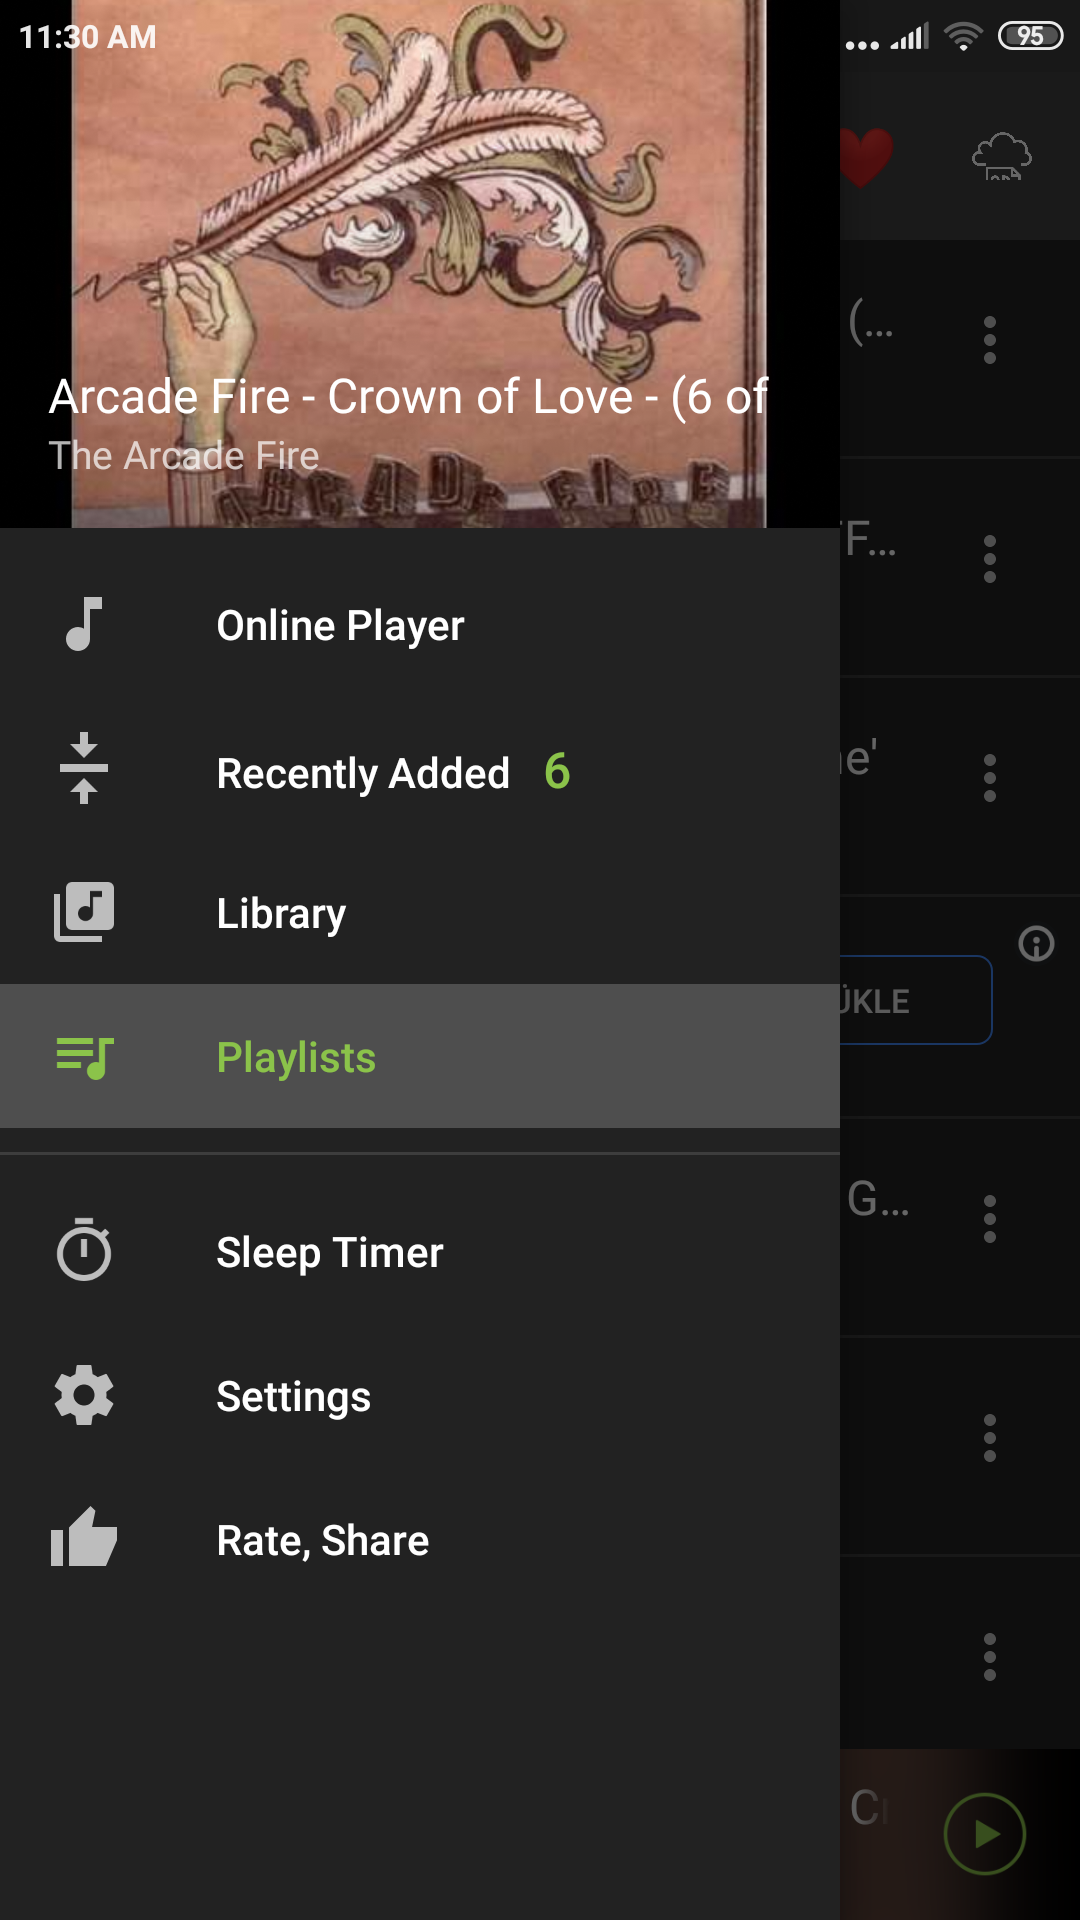 11:30 AM
95
Arcade Fire - Crown of Love - (6 of
The Arcade Fire
ARCADE FIRE
(...
F...
e'
ÜKLE
G...
Online Player
Recently Added 6
Library
Playlists
Sleep Timer
Settings
Rate, Share
C